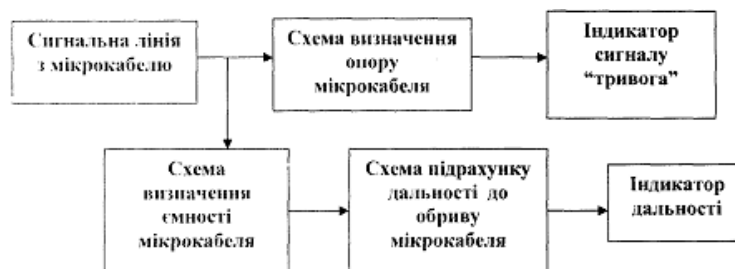 Сигнальна лінія
з мікрокабелю
Схема визначення
опору
мікрокабеля
Індикатор
сигналу
“тривога”
Схема
визначення
ємності
мікрокабеля
Схема підрахунку
дальності до
обриву
мікрокабеля
Індикатор
дальності